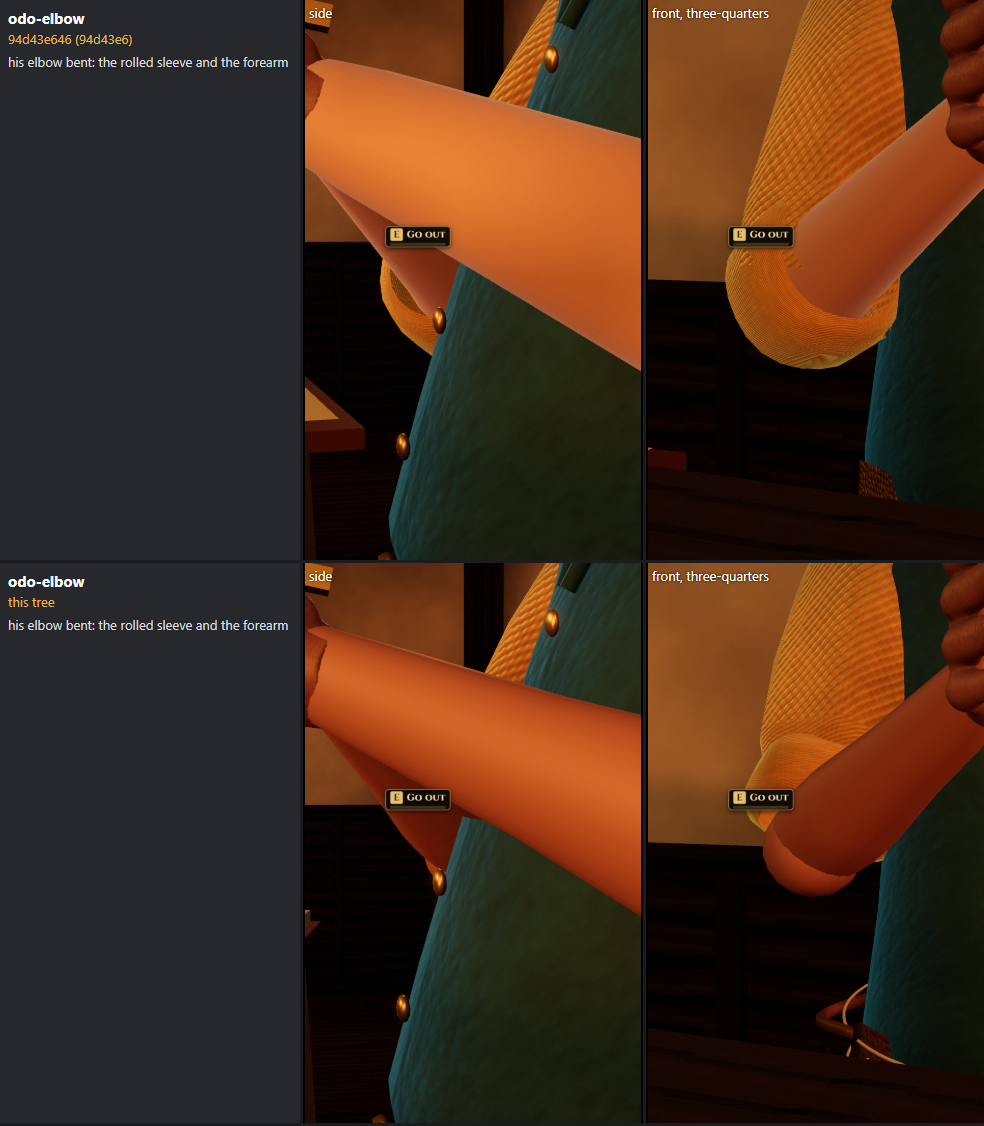 odo-elbow
94d43e646 (94d43e6)
his elbow bent: the rolled sleeve and the forearm
side
E GO OUT
front, three-quarters
E GO OUT
odo-elbow
this tree
his elbow bent: the rolled sleeve and the forearm
side
E GO OUT
front, three-quarters
E GO OUT